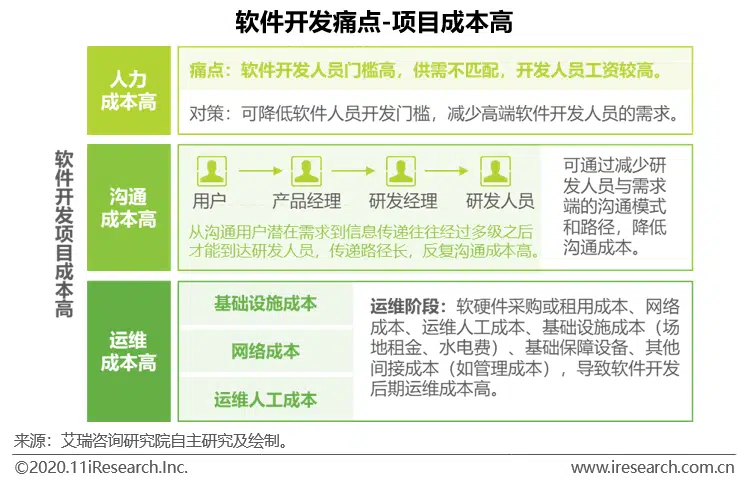 软件开发痛点-项目成本高
软件开发项目成本高
人力
成本高
痛点：软件开发人员门槛高，供需不匹配，开发人员工资较高。
对策：可降低软件人员开发门槛，减少高端软件开发人员的需求。
沟通
成本高
用户
产品经理
研发经理
研发人员
从沟通用户潜在需求到信息传递往往经过多级之后
才能到达研发人员，传递路径长，反复沟通成本高。
可通过减少研
发人员与需求
端的沟通模式
和路径，降低
沟通成本。
运维
成本高
基础设施成本
网络成本
运维人工成本
运维阶段：软硬件采购或租用成本、网络
成本、运维人工成本、基础设施成本（场
地租金、水电费）、基础保障设备、其他
间接成本（如管理成本），导致软件开发
后期运维成本高。
来源：艾瑞咨询研究院自主研究及绘制。
©2020.11iResearch.Inc.
www.iresearch.com.cn